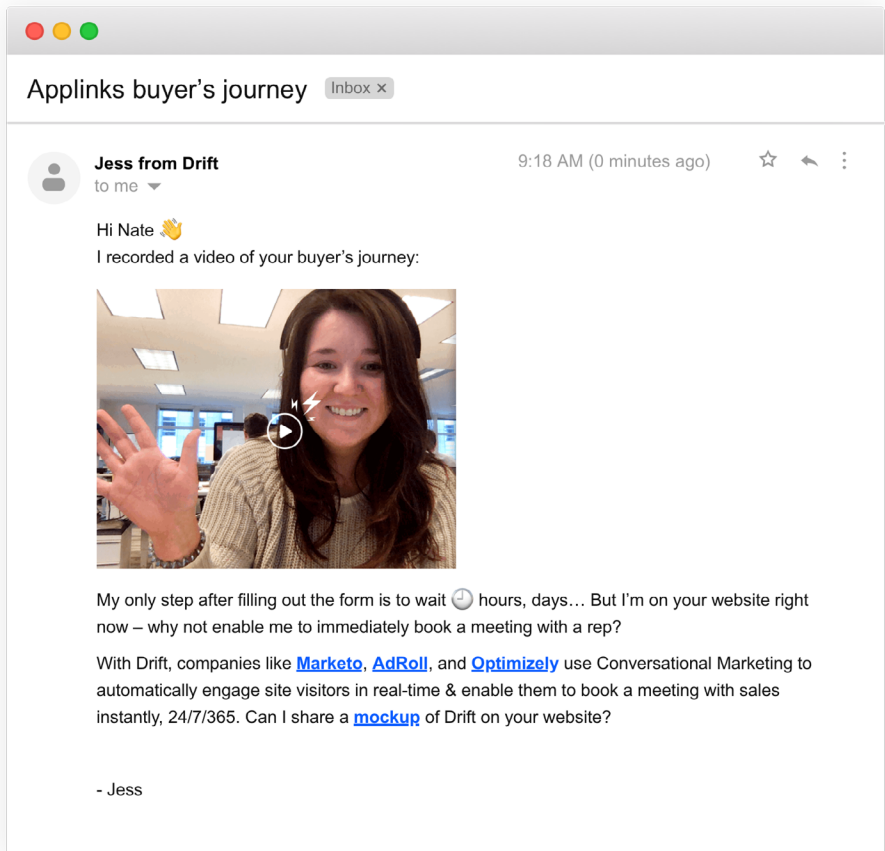 Applinks buyer’s journey Inbox ×
Jess from Drift 9:18 AM (0 minutes ago)
to me
Hi Nate 👋
I recorded a video of your buyer’s journey:
My only step after filling out the form is to wait 🕘 hours, days… But I’m on your website right
now – why not enable me to immediately book a meeting with a rep?
With Drift, companies like Marketo, AdRoll, and Optimizely use Conversational Marketing to
automatically engage site visitors in real-time & enable them to book a meeting with sales
instantly, 24/7/365. Can I share a mockup of Drift on your website?
- Jess